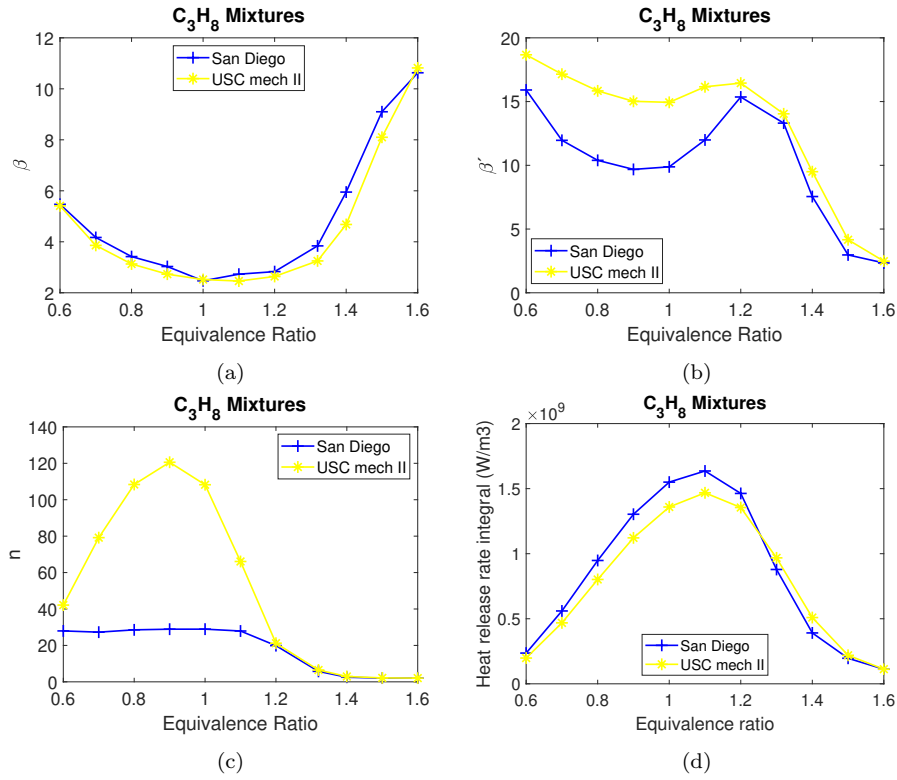 C3H8 Mixtures
12
10
8
6
4
2
β
San Diego
USC mech II
0.6 0.8 1 1.2 1.4 1.6
Equivalence Ratio
(a)
C3H8 Mixtures
20
15
10
5
0
β′
San Diego
USC mech II
0.6 0.8 1 1.2 1.4 1.6
Equivalence Ratio
(b)
C3H8 Mixtures
140
120
100
80
60
40
20
0
n
San Diego
USC mech II
0.6 0.8 1 1.2 1.4 1.6
Equivalence Ratio
(c)
C3H8 Mixtures
×10^9
2
1.5
1
0.5
0
Heat release rate integral (W/m3)
San Diego
USC mech II
0.6 0.8 1 1.2 1.4 1.6
Equivalence ratio
(d)